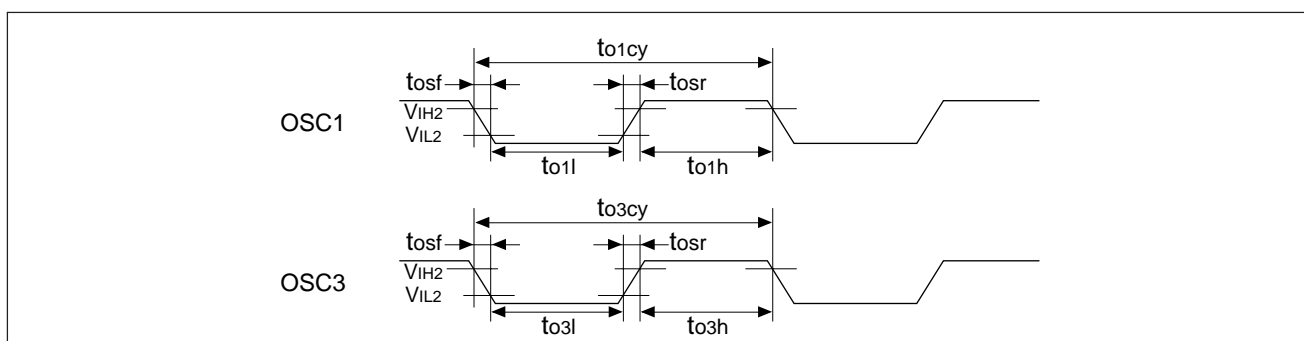 to1cy
tosf tosr
VIH2
OSC1
VIL2
to1l to1h
to3cy
tosf tosr
VIH2
OSC3
VIL2
to3l to3h